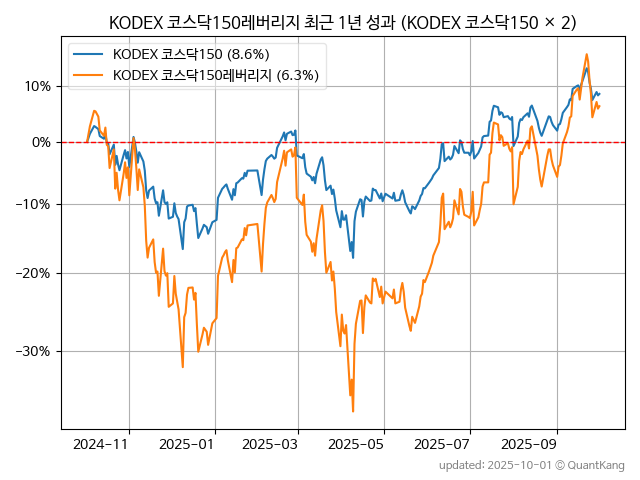 KODEX 코스닥150레버리지 최근 1년 성과 (KODEX 코스닥150 × 2)
KODEX 코스닥150 (8.6%)
KODEX 코스닥150레버리지 (6.3%)
10%
0%
−10%
−20%
−30%
2024-11
2025-01
2025-03
2025-05
2025-07
2025-09
updated: 2025-10-01 © QuantKang